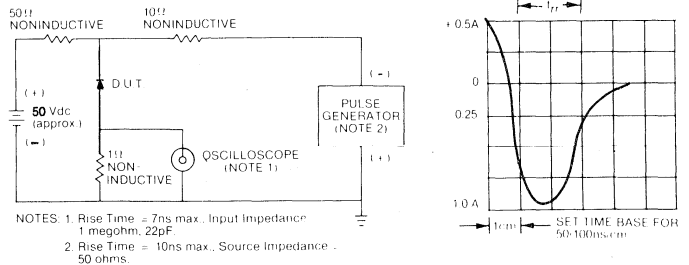 50Ω
NONINDUCTIVE
10Ω
NONINDUCTIVE
(+)
50 Vdc
(approx.)
(−)
D.U.T
1Ω
NON-
INDUCTIVE
OSCILLOSCOPE
(NOTE 1)
(−)
PULSE
GENERATOR
(NOTE 2)
(+)
NOTES: 1. Rise Time = 7ns max., Input Impedance
1 megohm, 22pF.
2. Rise Time = 10ns max., Source Impedance
50 ohms.
trr
+0.5A
0
0.25
1.0A
1cm
SET TIME BASE FOR
50/100ns/cm